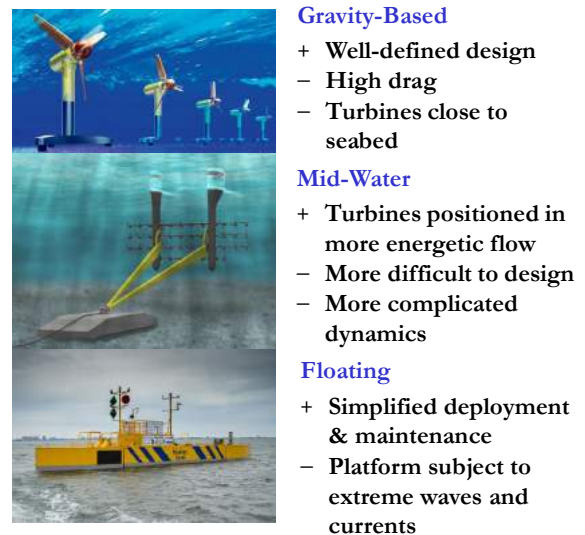 Gravity-Based
+ Well-defined design
− High drag
− Turbines close to
seabed
Mid-Water
+ Turbines positioned in
more energetic flow
− More difficult to design
− More complicated
dynamics
Floating
+ Simplified deployment
& maintenance
− Platform subject to
extreme waves and
currents